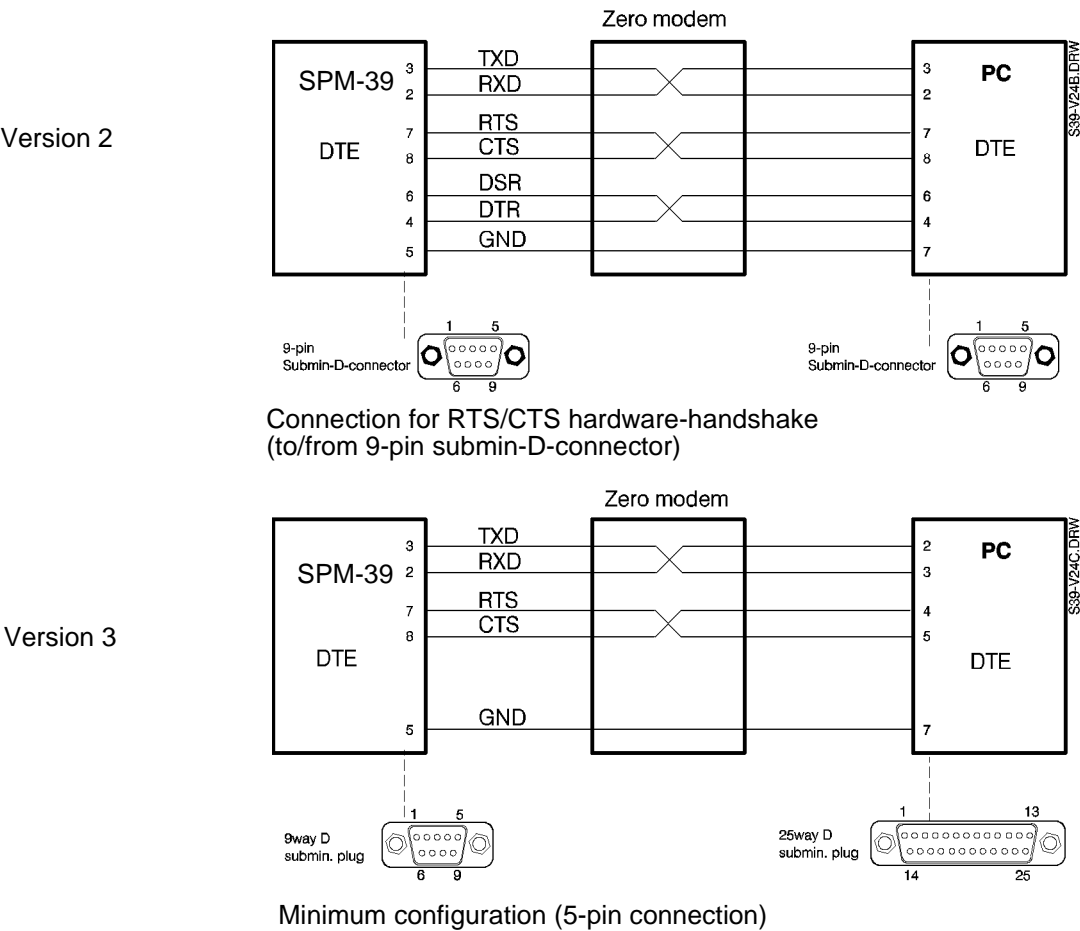 Zero modem
Version 2
SPM-39
DTE
3
2
7
8
6
4
5
TXD
RXD
RTS
CTS
DSR
DTR
GND
3
2
7
8
6
4
7
PC
DTE
S39-V24B.DRW
9-pin
Submin-D-connector
1 5
6 9
9-pin
Submin-D-connector
1 5
6 9
Connection for RTS/CTS hardware-handshake
(to/from 9-pin submin-D-connector)
Zero modem
Version 3
SPM-39
DTE
3
2
7
8
5
TXD
RXD
RTS
CTS
GND
2
3
4
5
7
PC
DTE
S39-V24C.DRW
9way D
submin. plug
1 5
6 9
25way D
submin. plug
1 13
14 25
Minimum configuration (5-pin connection)